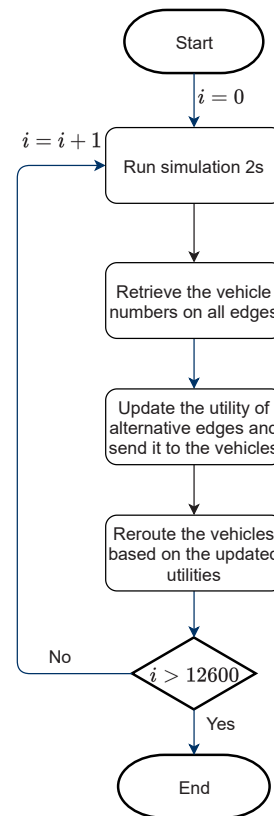 Start
i = 0
i = i + 1
Run simulation 2s
Retrieve the vehicle
numbers on all edges
Update the utility of
alternative edges and
send it to the vehicles
Reroute the vehicles
based on the updated
utilities
No
i > 12600
Yes
End